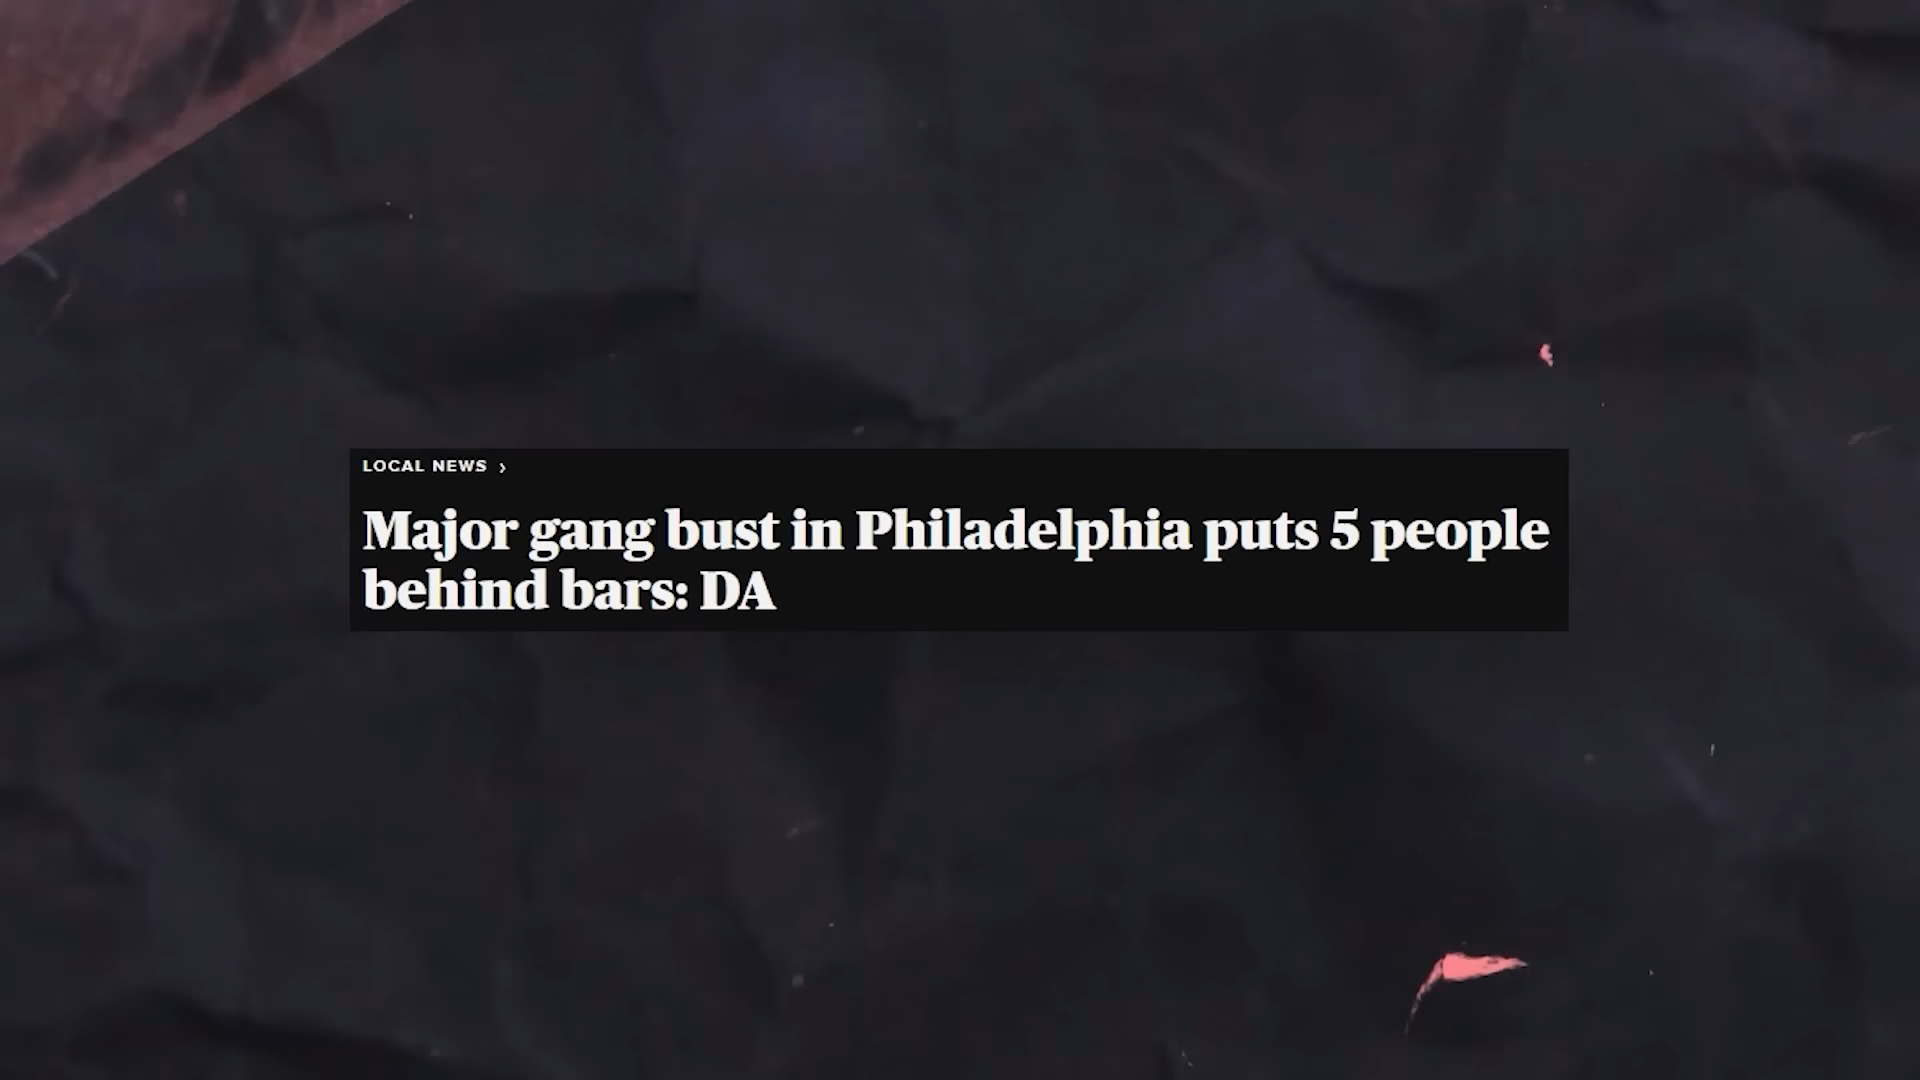 LOCAL NEWS ›
Major gang bust in Philadelphia puts 5 people
behind bars: DA